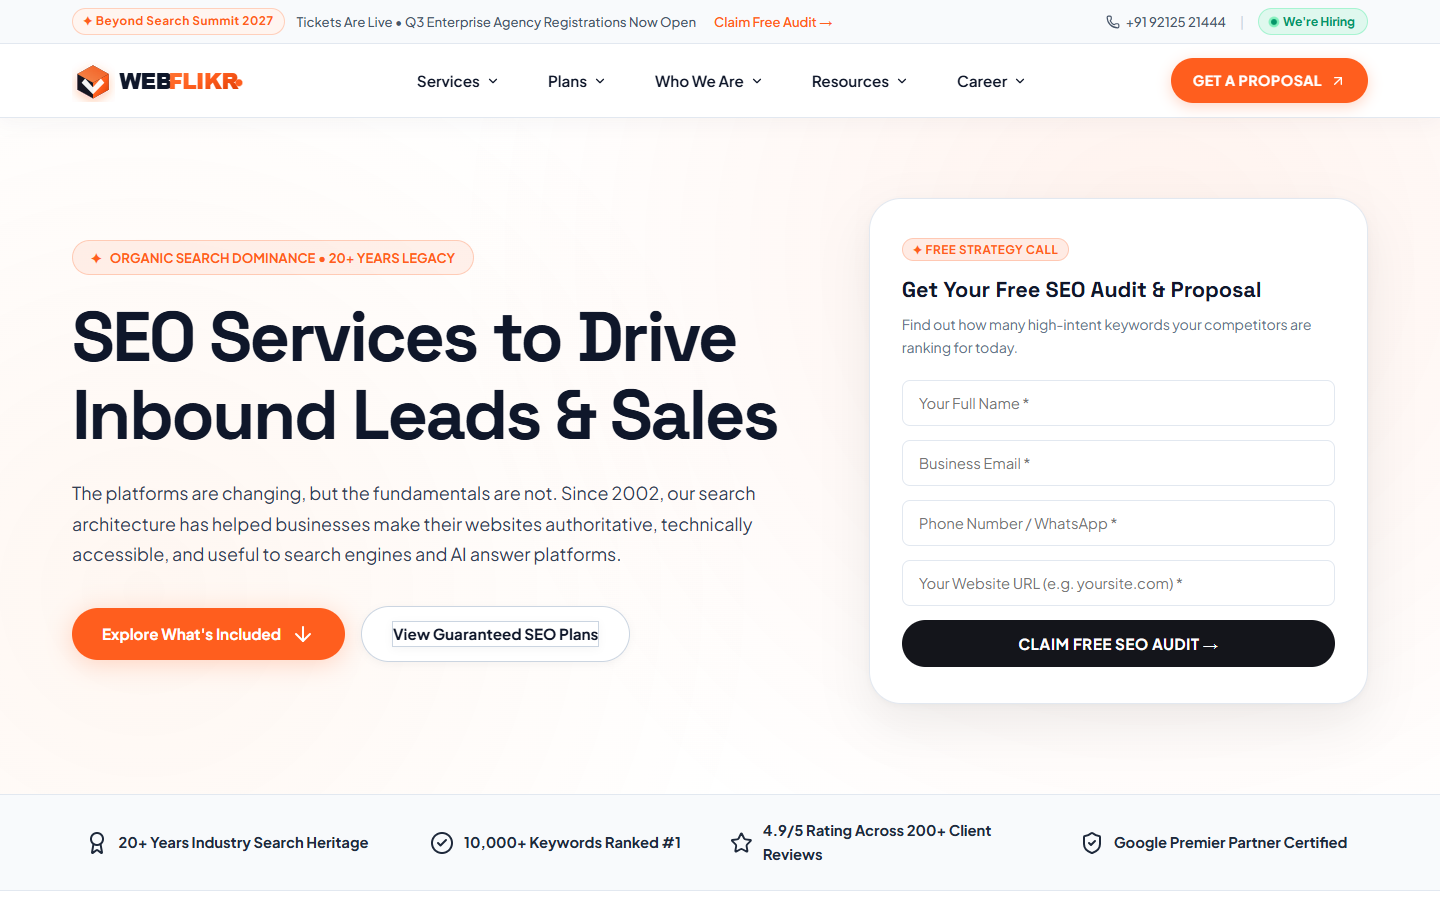 ✦ Beyond Search Summit 2027 Tickets Are Live • Q3 Enterprise Agency Registrations Now Open Claim Free Audit → +91 92125 21444 | We're Hiring
WEBFLIKR Services Plans Who We Are Resources Career GET A PROPOSAL
✦ ORGANIC SEARCH DOMINANCE • 20+ YEARS LEGACY
SEO Services to Drive
Inbound Leads & Sales
The platforms are changing, but the fundamentals are not. Since 2002, our search
architecture has helped businesses make their websites authoritative, technically
accessible, and useful to search engines and AI answer platforms.
Explore What's Included View Guaranteed SEO Plans
✦ FREE STRATEGY CALL
Get Your Free SEO Audit & Proposal
Find out how many high-intent keywords your competitors are
ranking for today.
Your Full Name *
Business Email *
Phone Number / WhatsApp *
Your Website URL (e.g. yoursite.com) *
CLAIM FREE SEO AUDIT →
20+ Years Industry Search Heritage
10,000+ Keywords Ranked #1
4.9/5 Rating Across 200+ Client
Reviews
Google Premier Partner Certified